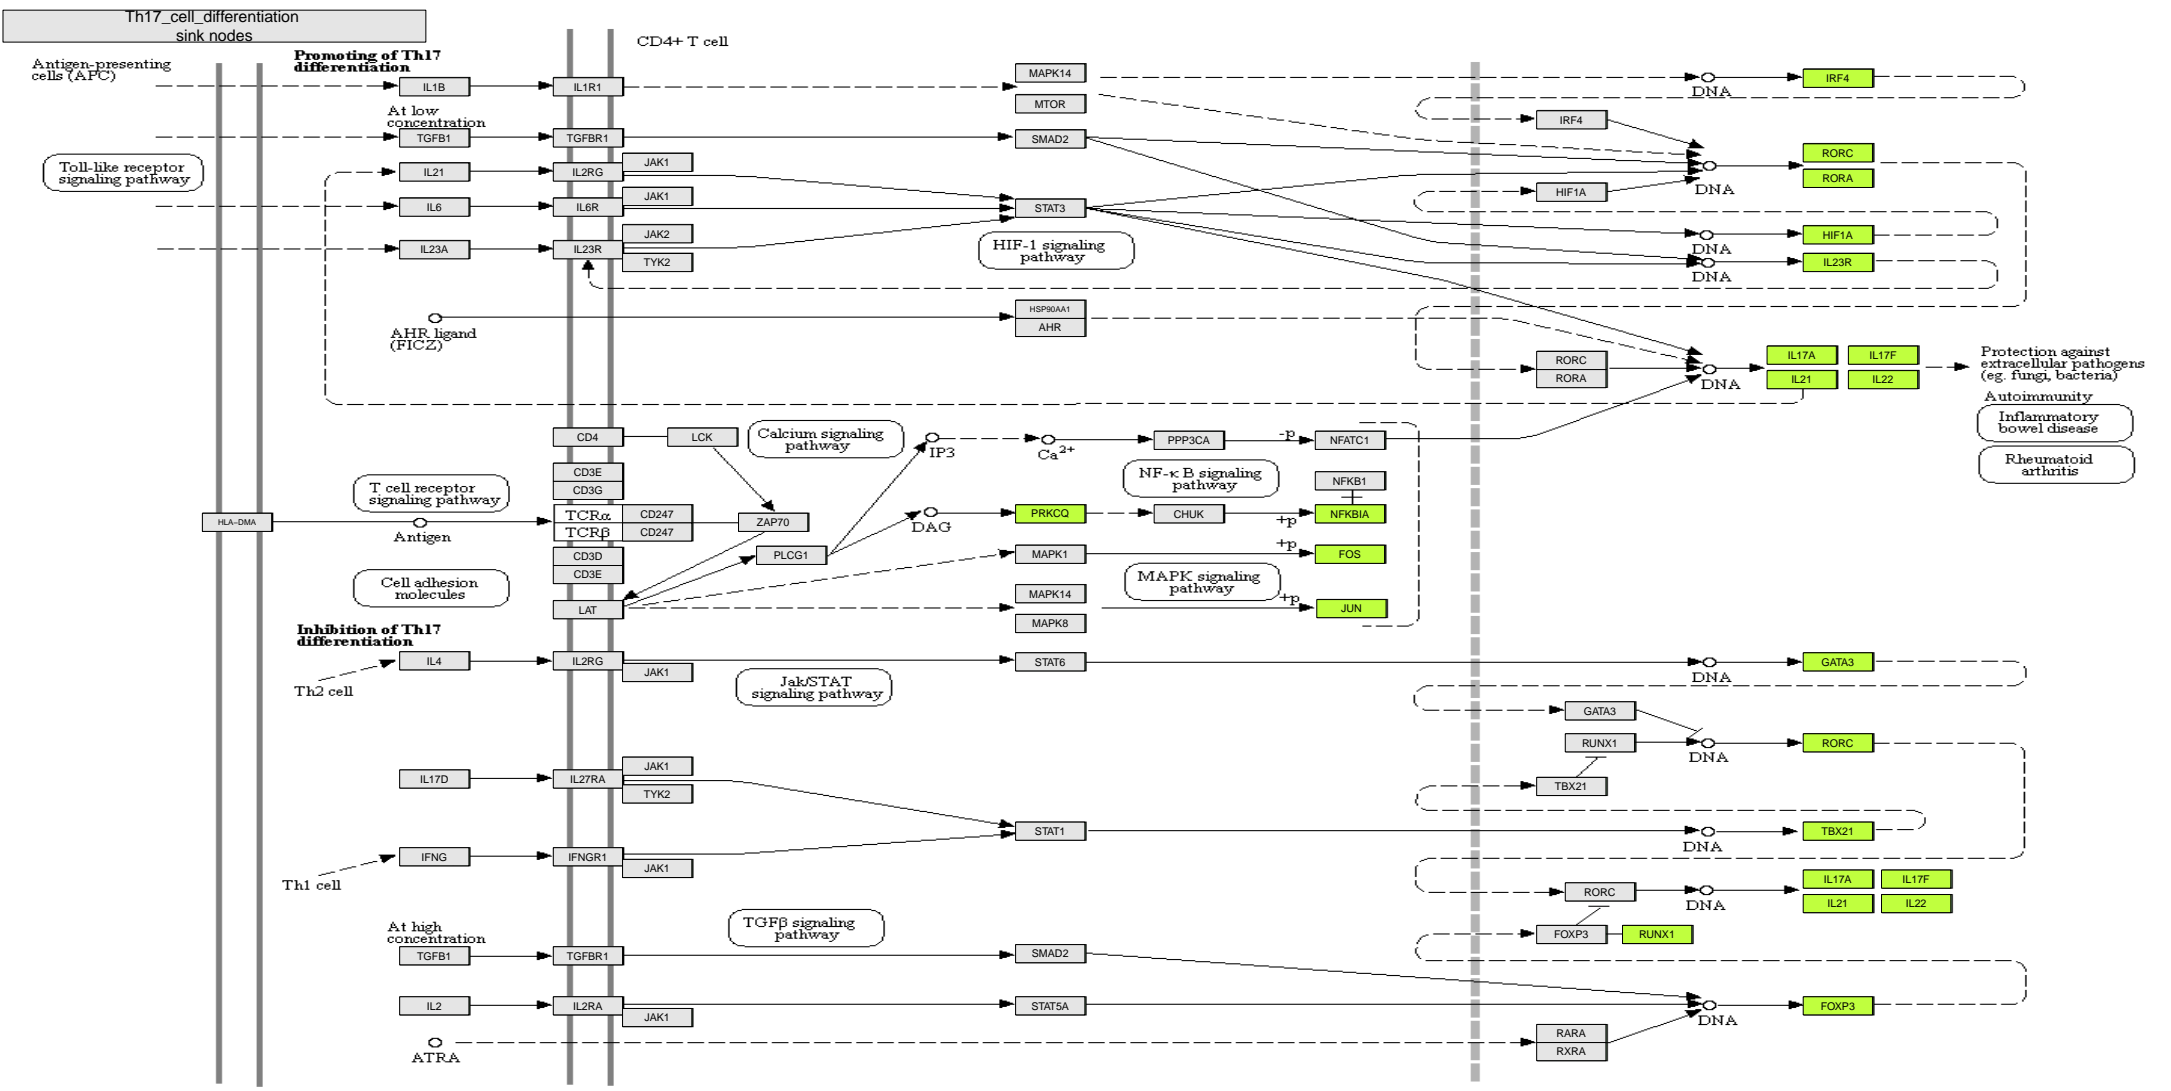 Th17_cell_differentiation
sink nodes
CD4+ T cell
Antigen-presenting
cells (APC)
Promoting of Th17
differentiation
IL1B
IL1R1
MAPK14
MTOR
DNA
IRF4
At low
concentration
TGFB1
TGFBR1
SMAD2
IRF4
Toll-like receptor
signaling pathway
IL21
IL2RG
JAK1
DNA
RORC
RORA
IL6
IL6R
JAK1
STAT3
HIF1A
IL23A
IL23R
JAK2
TYK2
HIF-1 signaling
pathway
DNA
HIF1A
DNA
IL23R
AHR ligand
(FICZ)
HSP90AA1
AHR
RORC
RORA
DNA
IL17A
IL17F
IL21
IL22
Protection against
extracellular pathogens
(eg. fungi, bacteria)
Autoimmunity
Inflammatory
bowel disease
Rheumatoid
arthritis
CD4
LCK
Calcium signaling
pathway
IP3
Ca2+
PPP3CA
-p
NFATC1
CD3E
CD3G
NF-κ B signaling
pathway
NFKB1
T cell receptor
signaling pathway
HLA-DMA
Antigen
TCRα
CD247
TCRβ
CD247
ZAP70
DAG
PRKCQ
CHUK
+p
NFKBIA
CD3D
CD3E
PLCG1
MAPK1
+p
FOS
Cell adhesion
molecules
LAT
MAPK14
MAPK8
MAPK signaling
pathway
+p
JUN
Inhibition of Th17
differentiation
IL4
IL2RG
JAK1
STAT6
DNA
GATA3
Th2 cell
Jak/STAT
signaling pathway
GATA3
RUNX1
DNA
RORC
TBX21
IL17D
IL27RA
JAK1
TYK2
STAT1
DNA
TBX21
IFNG
IFNGR1
JAK1
Th1 cell
RORC
DNA
IL17A
IL17F
IL21
IL22
FOXP3
RUNX1
At high
concentration
TGFB1
TGFBR1
TGFβ signaling
pathway
SMAD2
IL2
IL2RA
JAK1
STAT5A
DNA
FOXP3
ATRA
RARA
RXRA